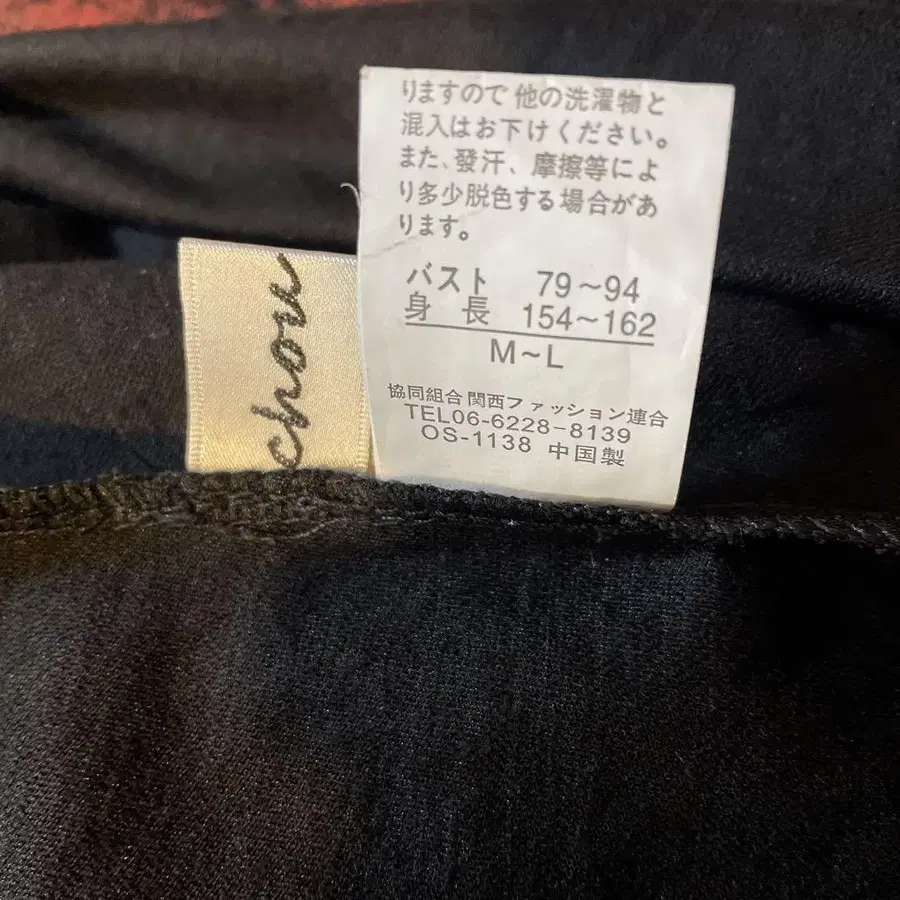 りますので他の洗濯物と
混入はお下けください。
また、發汗、摩擦等によ
り多少脱色する場合があ
ります。
バスト 79～94
身長 154～162
M～L
協同組合関西ファッション連合
TEL06-6228-8139
OS-1138 中国製
chou